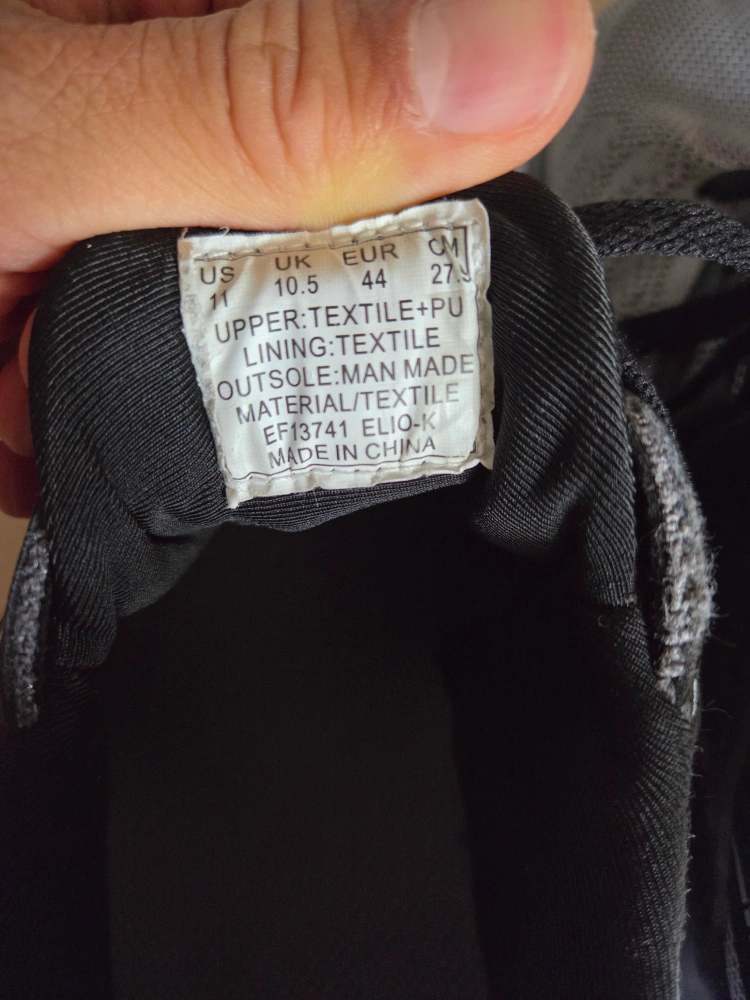 US UK EUR CM
11 10.5 44 27.5
UPPER:TEXTILE+PU
LINING:TEXTILE
OUTSOLE:MAN MADE
MATERIAL/TEXTILE
EF13741 ELIO-K
MADE IN CHINA